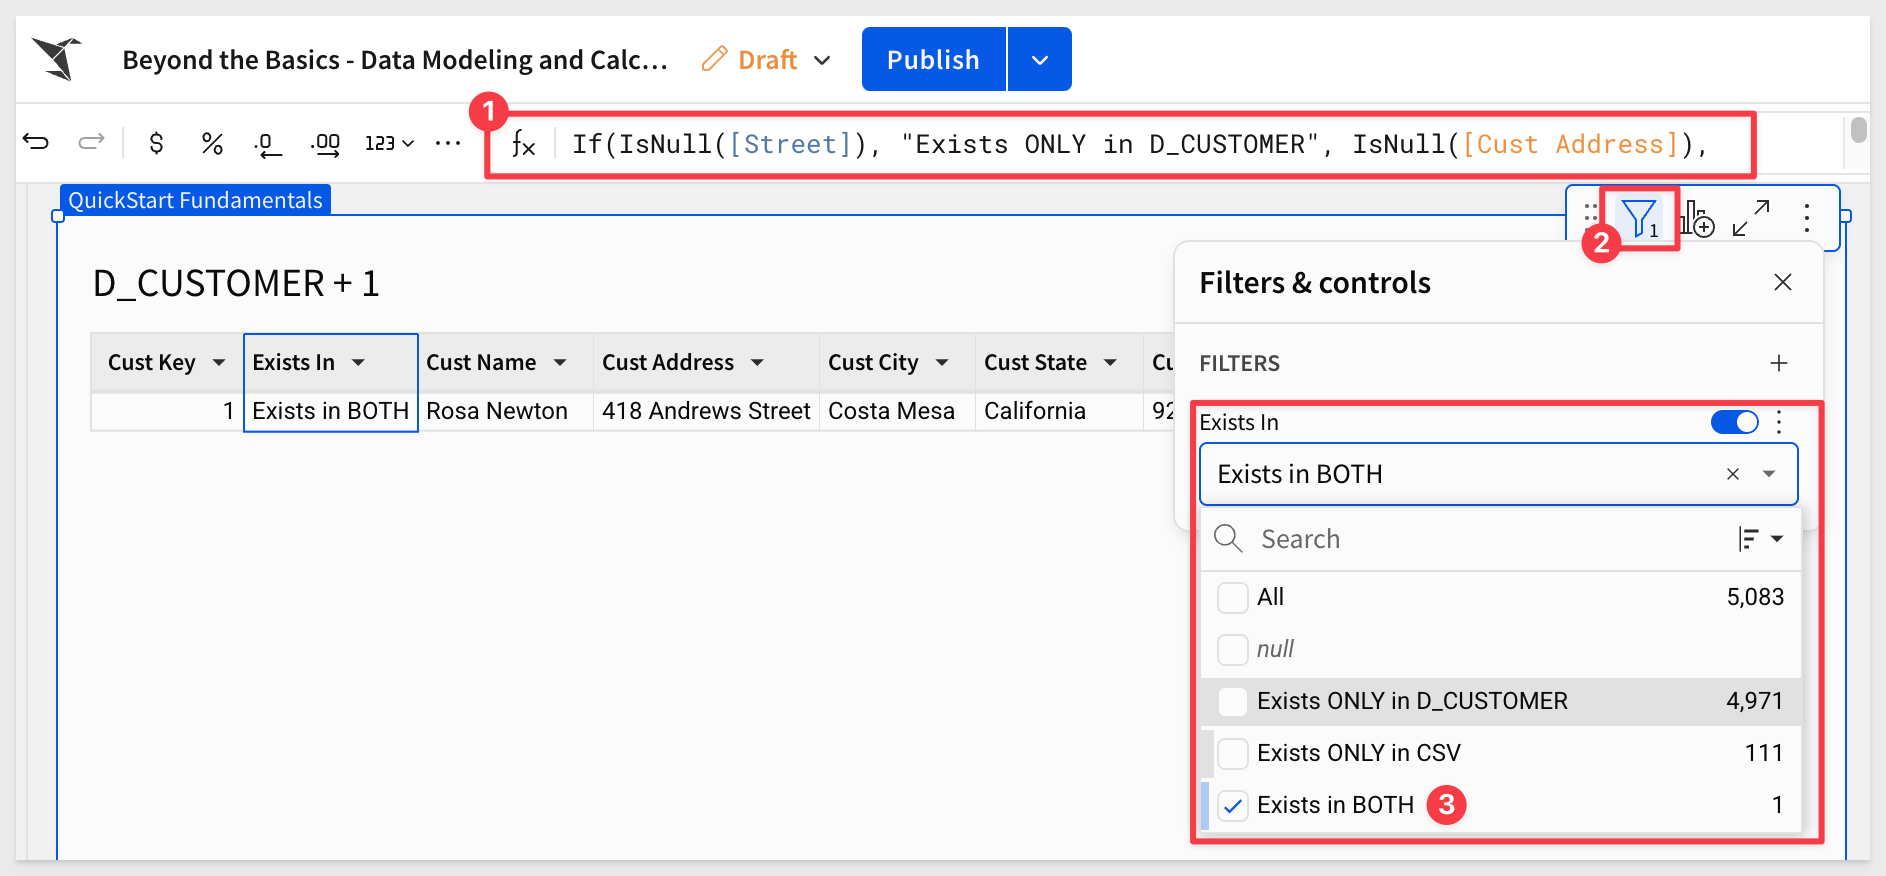 Beyond the Basics - Data Modeling and Calc...
Draft
Publish
1
$ % .0 .00 123 ...
fx If(IsNull([Street]), "Exists ONLY in D_CUSTOMER", IsNull([Cust Address]),
QuickStart Fundamentals
1
2
D_CUSTOMER + 1
Filters & controls
Cust Key Exists In Cust Name Cust Address Cust City Cust State Cu
FILTERS
1 Exists in BOTH Rosa Newton 418 Andrews Street Costa Mesa California 92
Exists In
Exists in BOTH
Search
All 5,083
null
Exists ONLY in D_CUSTOMER 4,971
Exists ONLY in CSV 111
Exists in BOTH 3 1